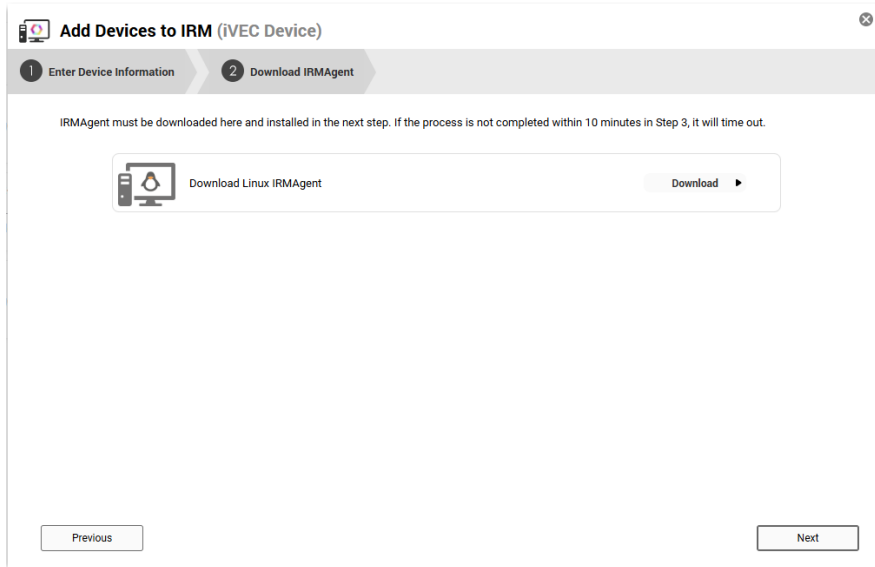 Add Devices to IRM (iVEC Device)
1 Enter Device Information 2 Download IRMAgent
IRMAgent must be downloaded here and installed in the next step. If the process is not completed within 10 minutes in Step 3, it will time out.
Download Linux IRMAgent Download
Previous Next